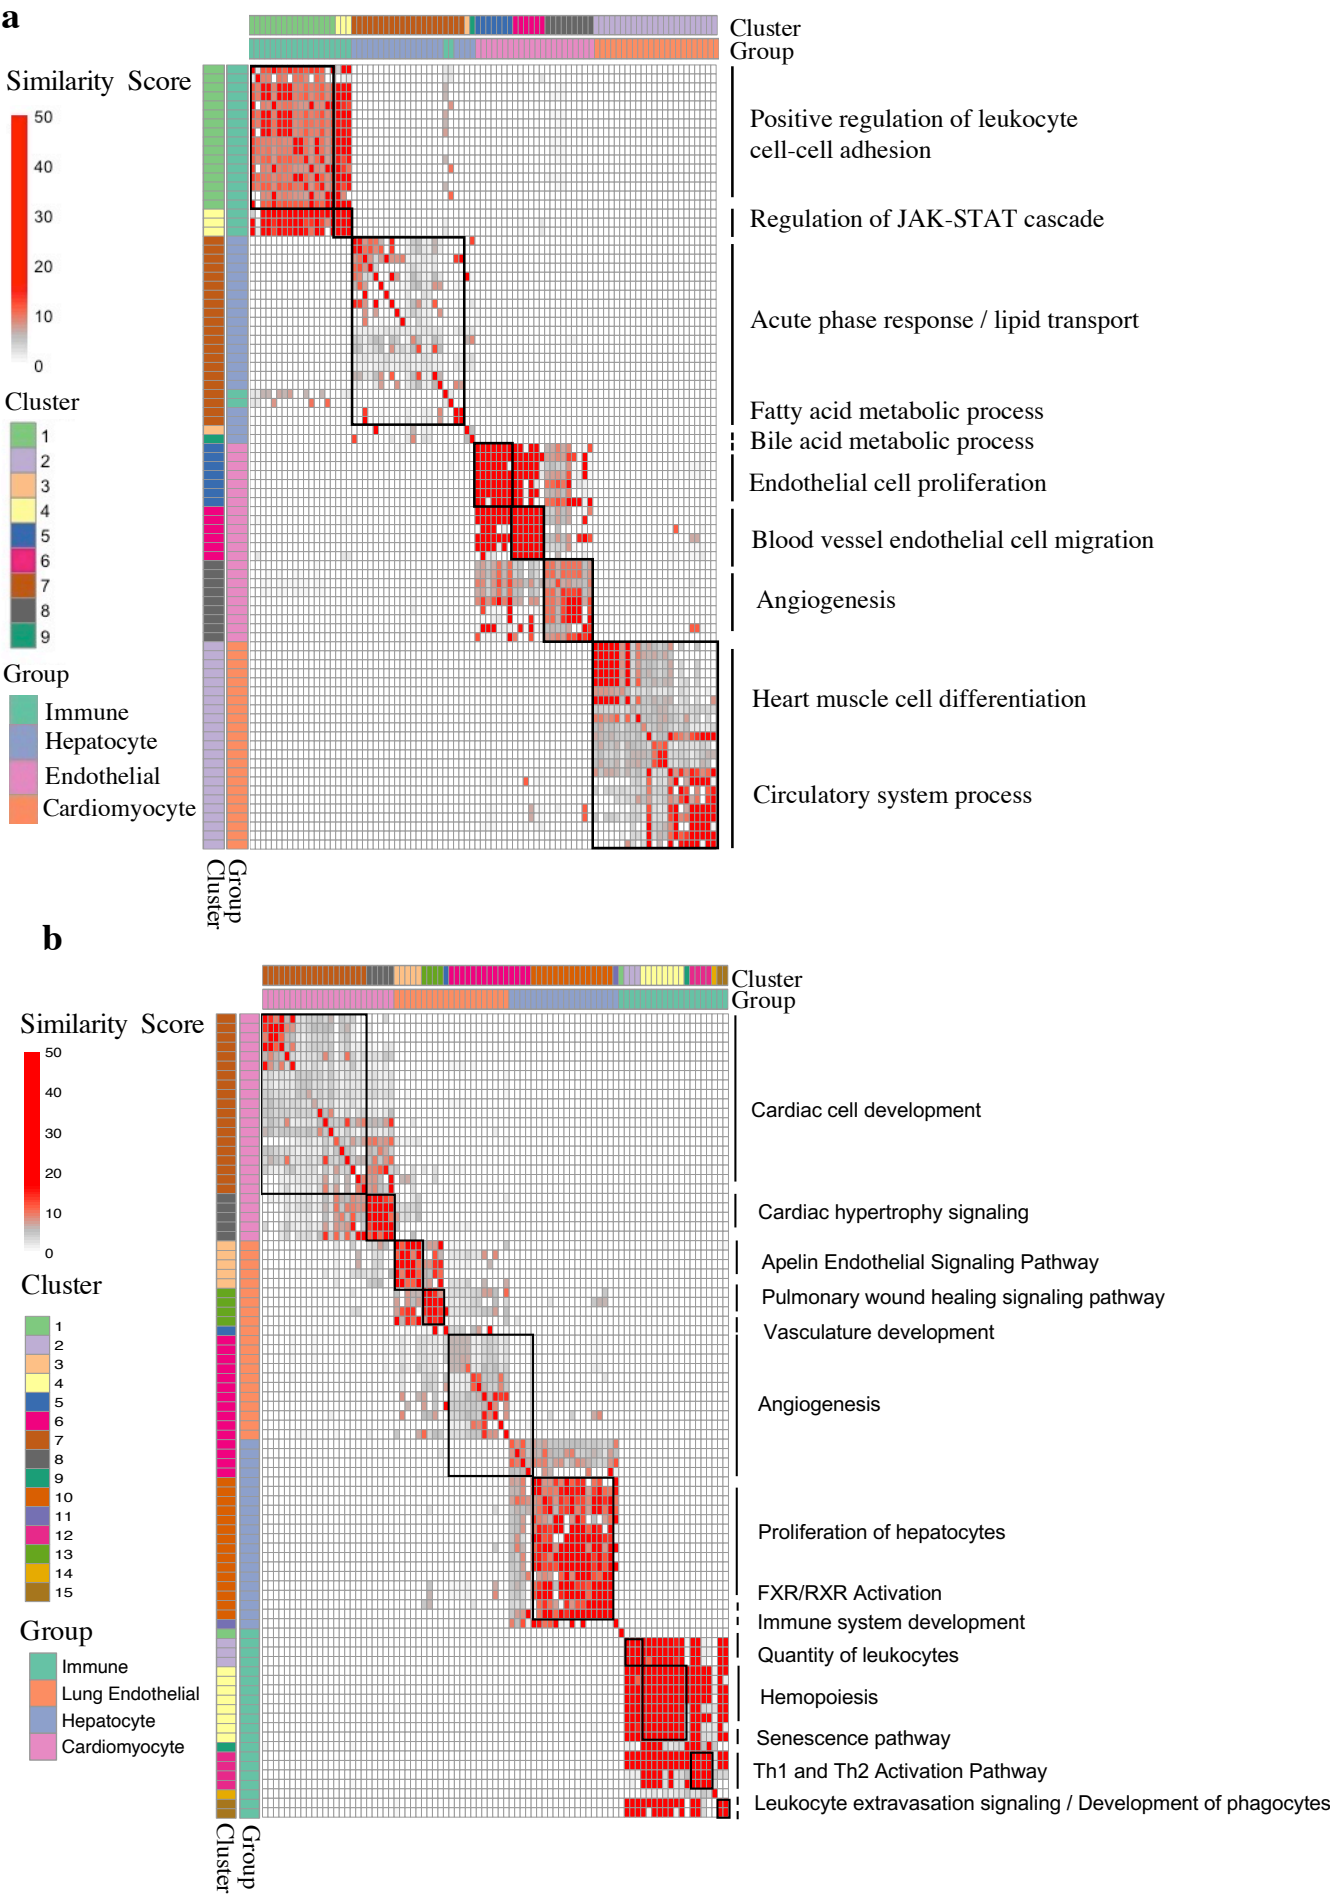 a
Cluster
Group
Similarity Score
50
40
30
20
10
0
Positive regulation of leukocyte
cell-cell adhesion
Regulation of JAK-STAT cascade
Acute phase response / lipid transport
Fatty acid metabolic process
Bile acid metabolic process
Endothelial cell proliferation
Blood vessel endothelial cell migration
Angiogenesis
Heart muscle cell differentiation
Circulatory system process
Cluster
1
2
3
4
5
6
7
8
9
Group
Immune
Hepatocyte
Endothelial
Cardiomyocyte
Cluster
Group
b
Cluster
Group
Similarity Score
50
40
30
20
10
0
Cardiac cell development
Cardiac hypertrophy signaling
Apelin Endothelial Signaling Pathway
Pulmonary wound healing signaling pathway
Vasculature development
Angiogenesis
Proliferation of hepatocytes
FXR/RXR Activation
Immune system development
Quantity of leukocytes
Hemopoiesis
Senescence pathway
Th1 and Th2 Activation Pathway
Leukocyte extravasation signaling / Development of phagocytes
Cluster
1
2
3
4
5
6
7
8
9
10
11
12
13
14
15
Group
Immune
Lung Endothelial
Hepatocyte
Cardiomyocyte
Cluster
Group